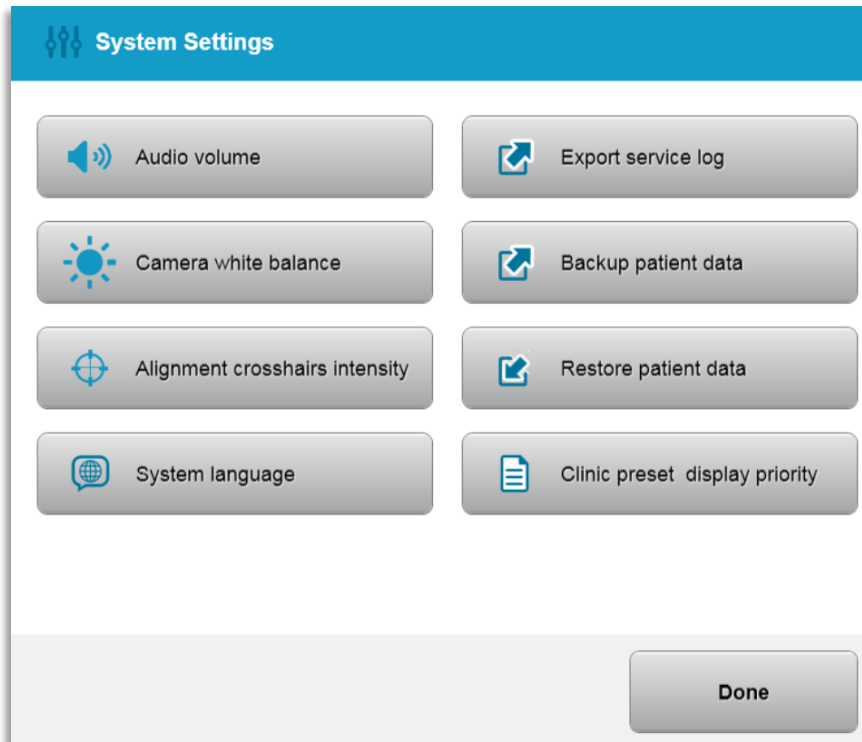 System Settings
Audio volume
Export service log
Camera white balance
Backup patient data
Alignment crosshairs intensity
Restore patient data
System language
Clinic preset  display priority
Done